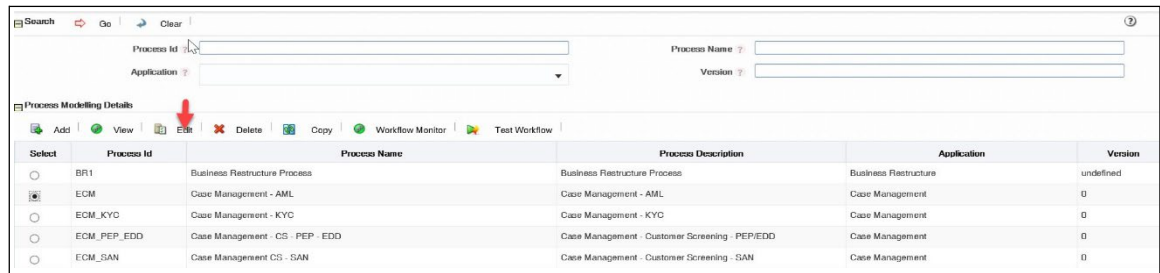 Search Go Clear ?
Process Id ? Process Name ?
Application ? Version ?
Process Modelling Details
Add View Edit Delete Copy Workflow Monitor Test Workflow
Select Process Id Process Name Process Description Application Version
BR1 Business Restructure Process Business Restructure Process Business Restructure undefined
ECM Case Management - AML Case Management - AML Case Management 0
ECM_KYC Case Management - KYC Case Management - KYC Case Management 0
ECM_PEP_EDD Case Management - CS - PEP - EDD Case Management - Customer Screening - PEP/EDD Case Management 0
ECM_SAN Case Management CS - SAN Case Management - Customer Screening - SAN Case Management 0